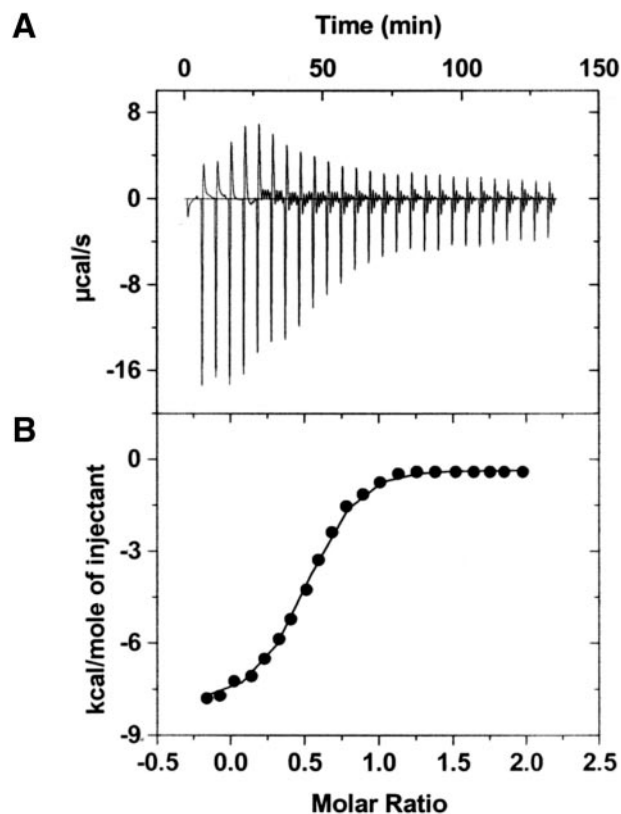 A
Time (min)
0 50 100 150
8
0
-8
-16
μcal/s
B
0
-3
-6
-9
kcal/mole of injectant
-0.5 0.0 0.5 1.0 1.5 2.0 2.5
Molar Ratio